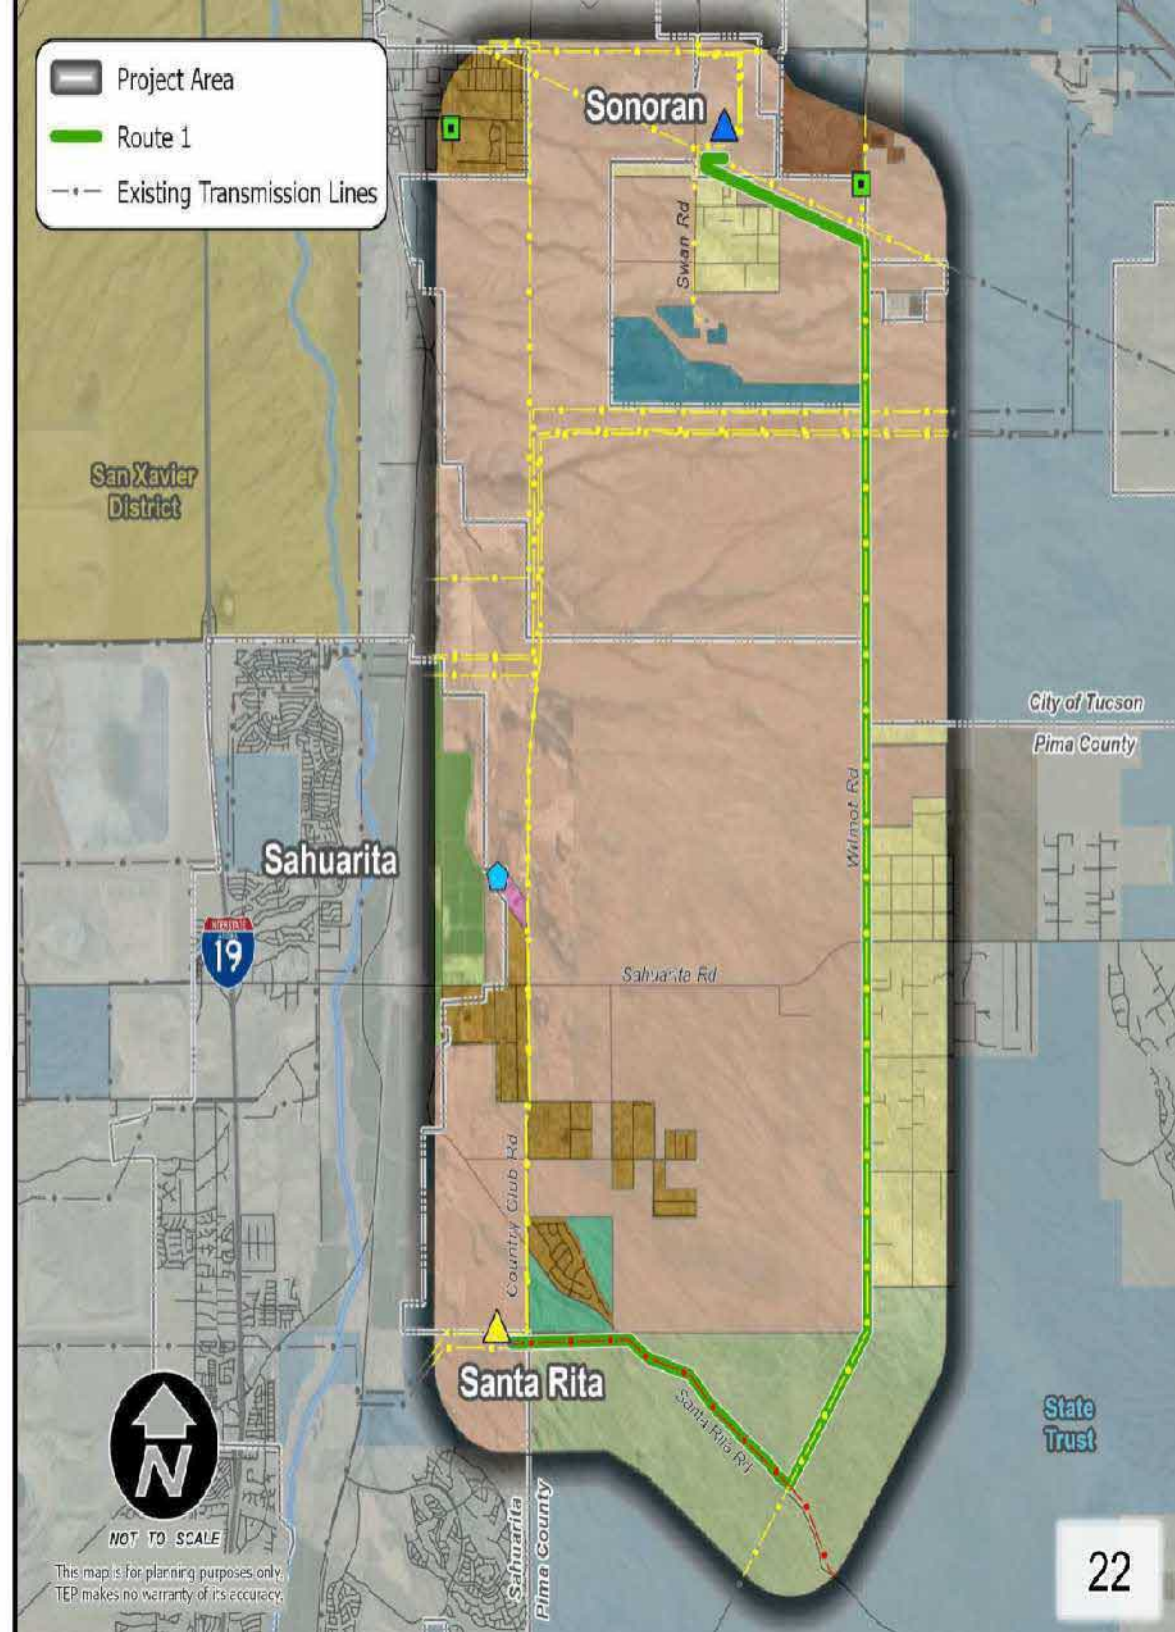 Project Area
Route 1
Existing Transmission Lines
Sonoran
Swan Rd
San Xavier
District
City of Tucson
Pima County
Wilmot Rd
Sahuarita
INTERSTATE
19
Sahuarita Rd
Country Club Rd
Santa Rita
Santa Rita Rd
State
Trust
N
NOT TO SCALE
This map is for planning purposes only.
TEP makes no warranty of its accuracy.
Sahuarita
Pima County
22